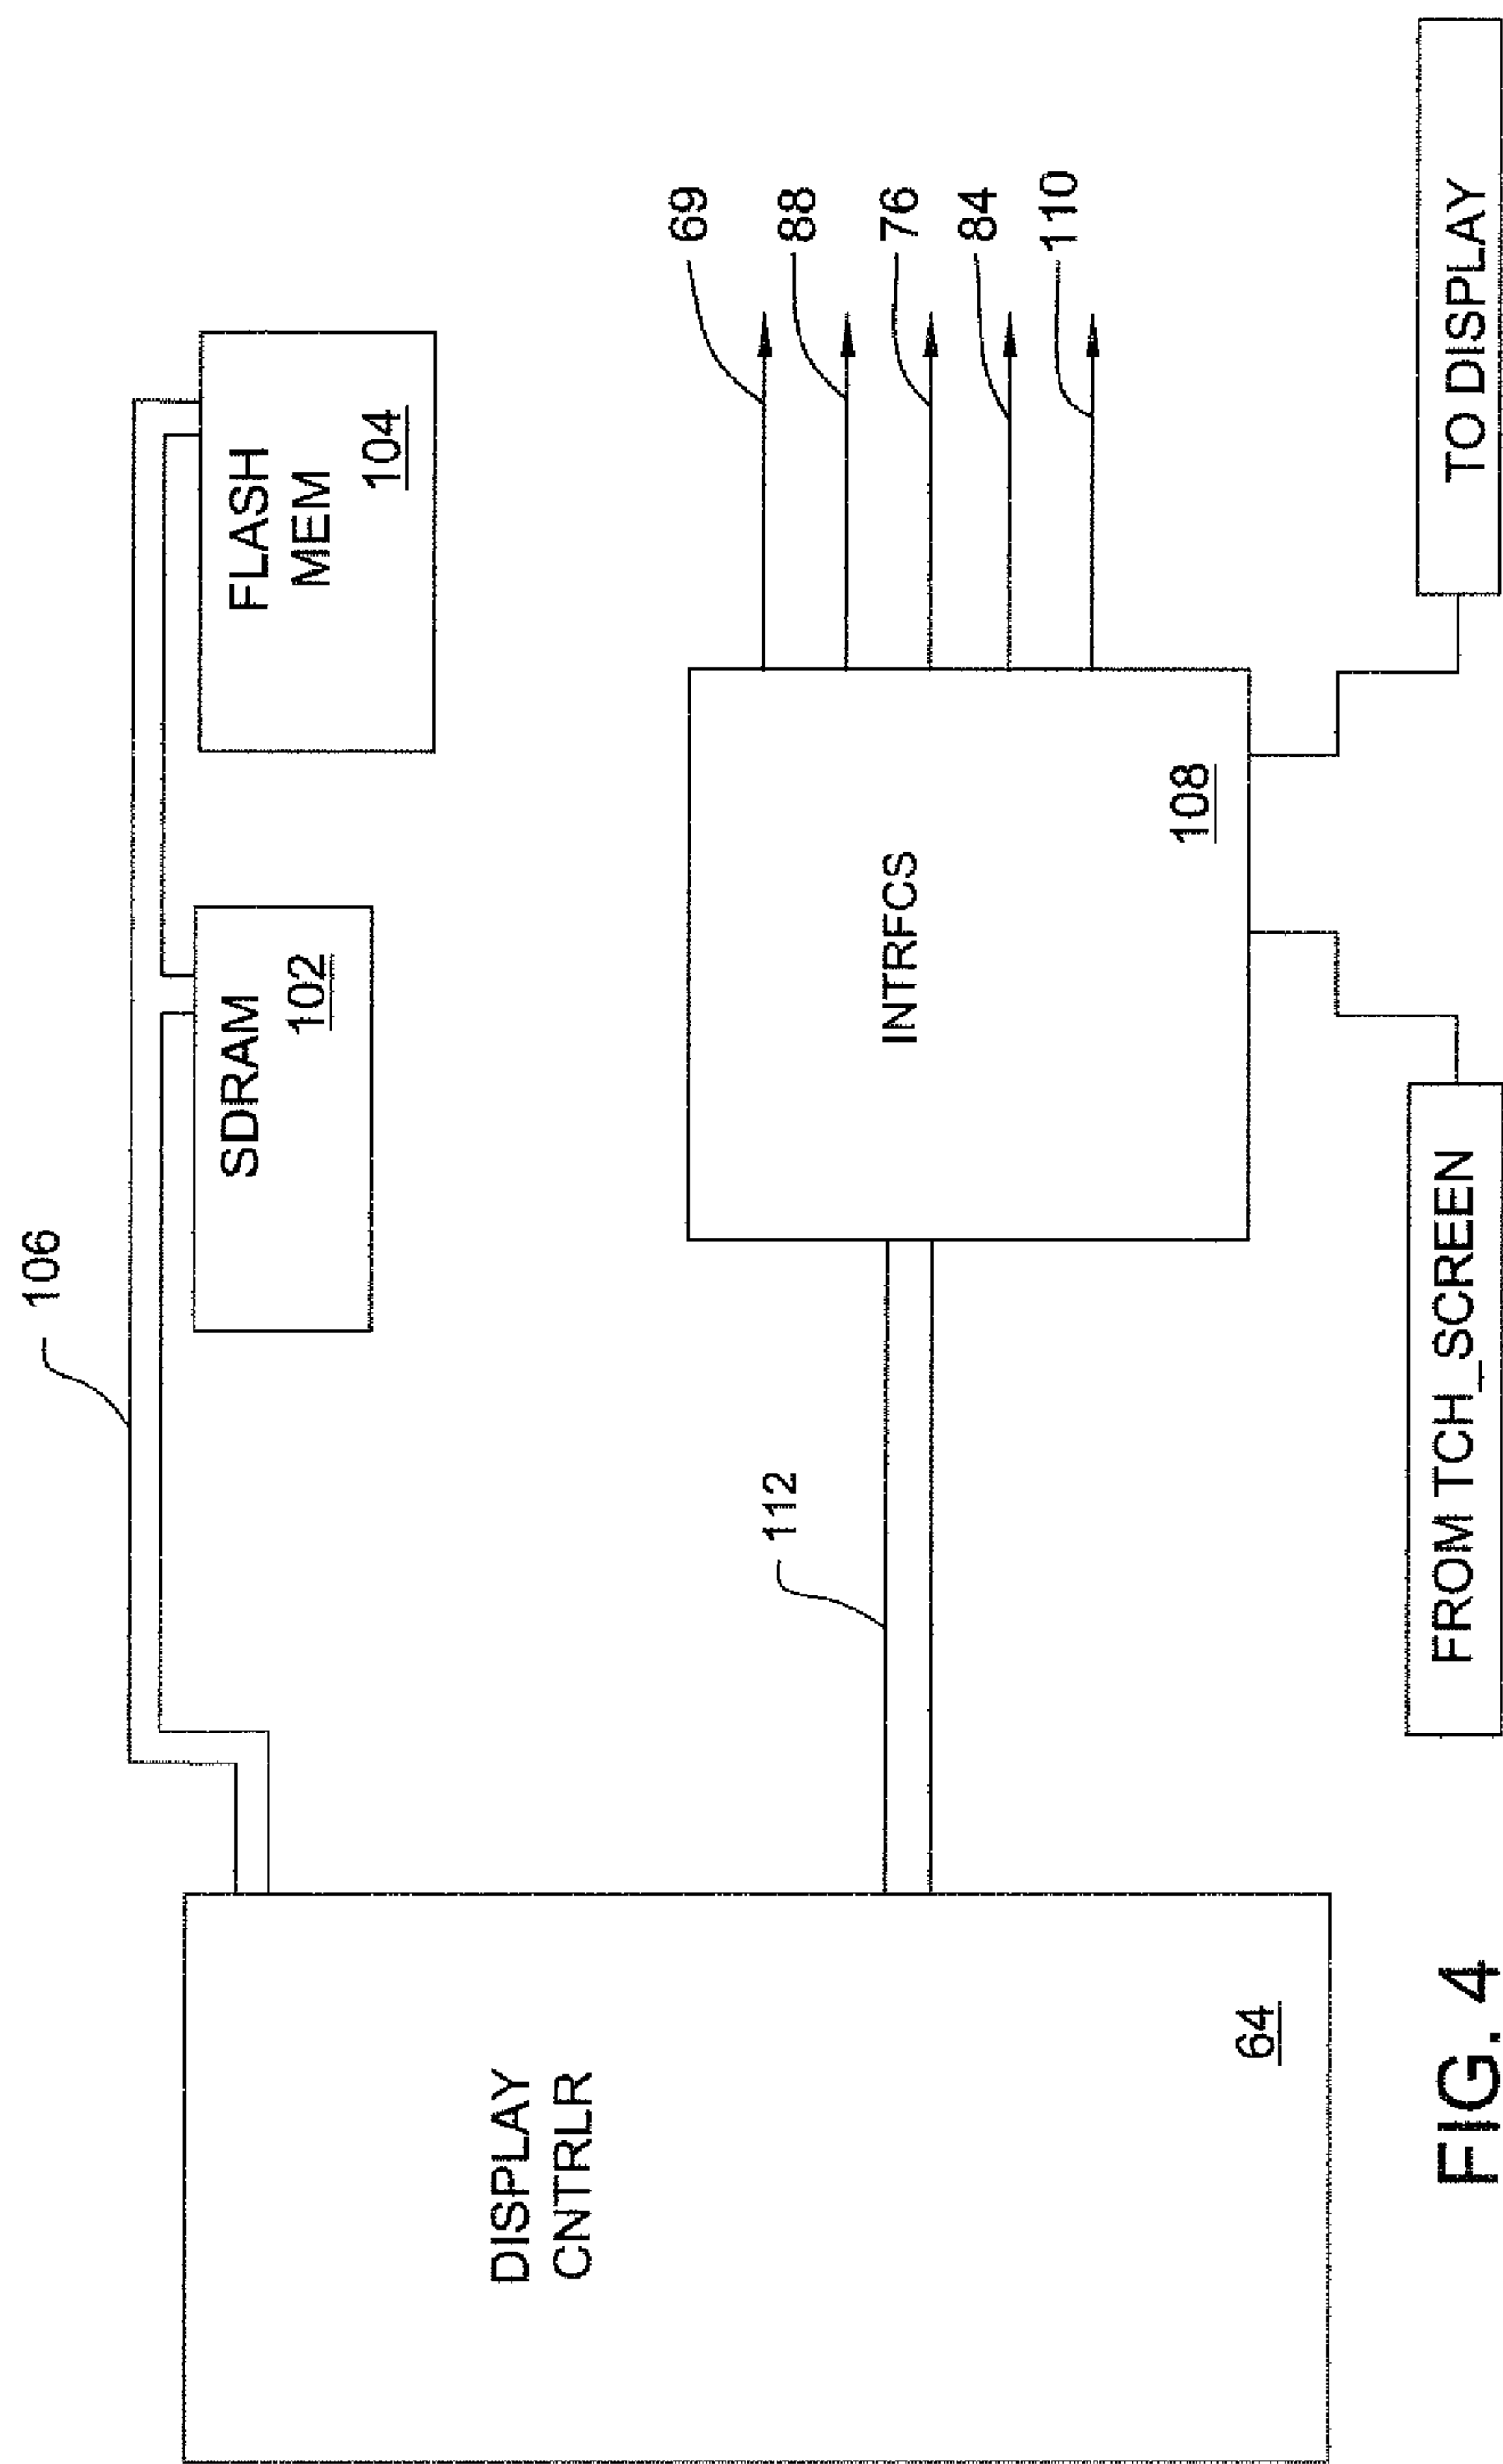 106
SDRAM
102
FLASH
MEM
104
DISPLAY
CNTRLR
64
112
INTRFCS
108
69
88
76
84
110
FROM TCH_SCREEN
TO DISPLAY
FIG. 4